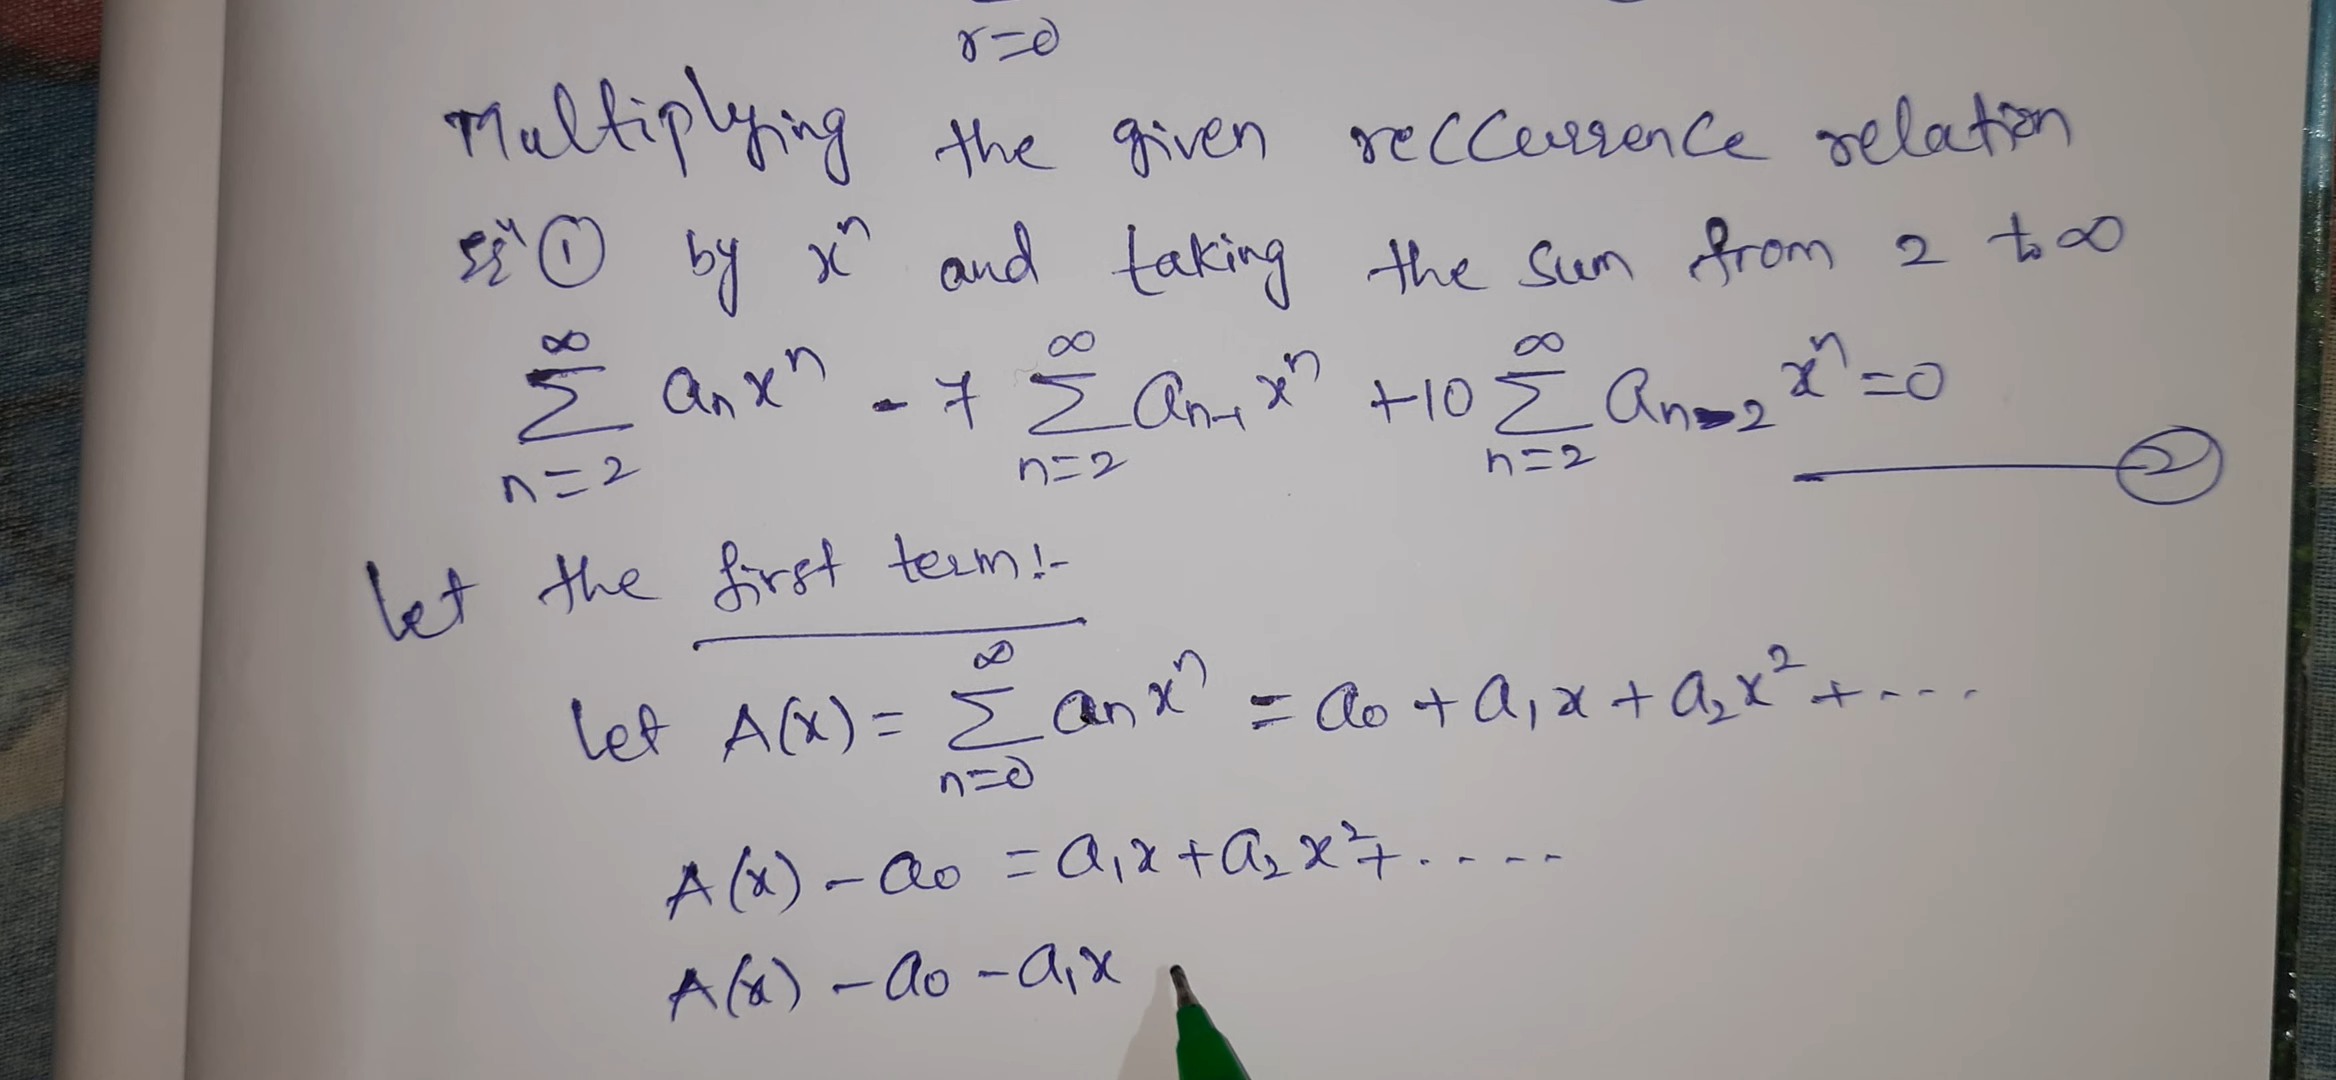 r=0
Multiplying the given reccurrence relation
① by xⁿ and taking the sum from 2 to ∞
∞ ∑ n=2 aₙxⁿ - 7 ∞ ∑ n=2 aₙ₋₁xⁿ +10 ∞ ∑ n=2 aₙ₋₂xⁿ=0 ②
let the first term:-
let A(x) = ∞ ∑ n=0 aₙxⁿ = a₀ + a₁x + a₂x² + ....
A(x) - a₀ = a₁x + a₂x² + .....
A(x) - a₀ - a₁x